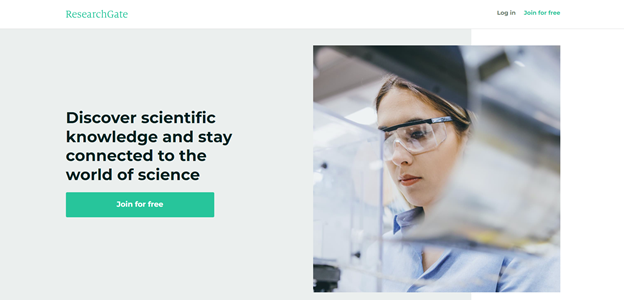 ResearchGate
Log in
Join for free
Discover scientific
knowledge and stay
connected to the
world of science
Join for free